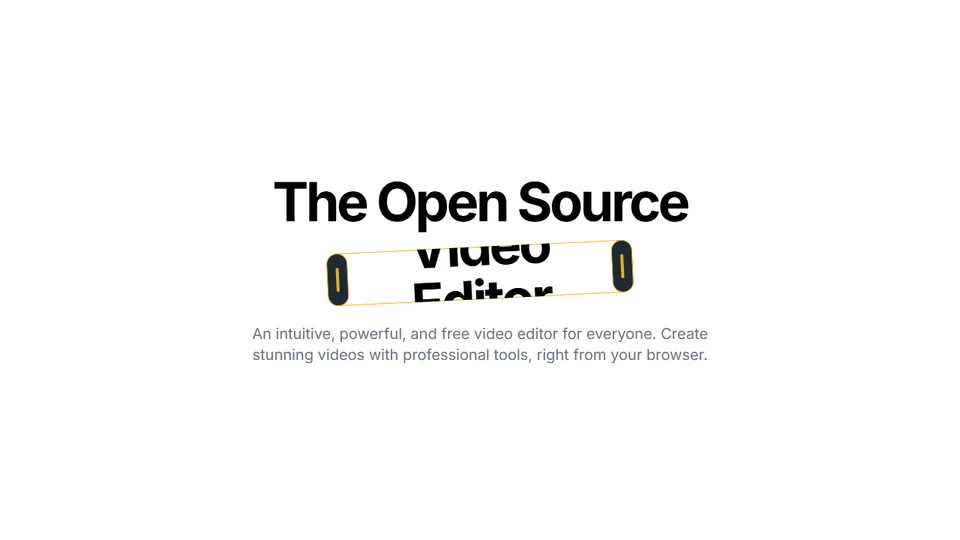 The Open Source
Video
Editor
An intuitive, powerful, and free video editor for everyone. Create
stunning videos with professional tools, right from your browser.